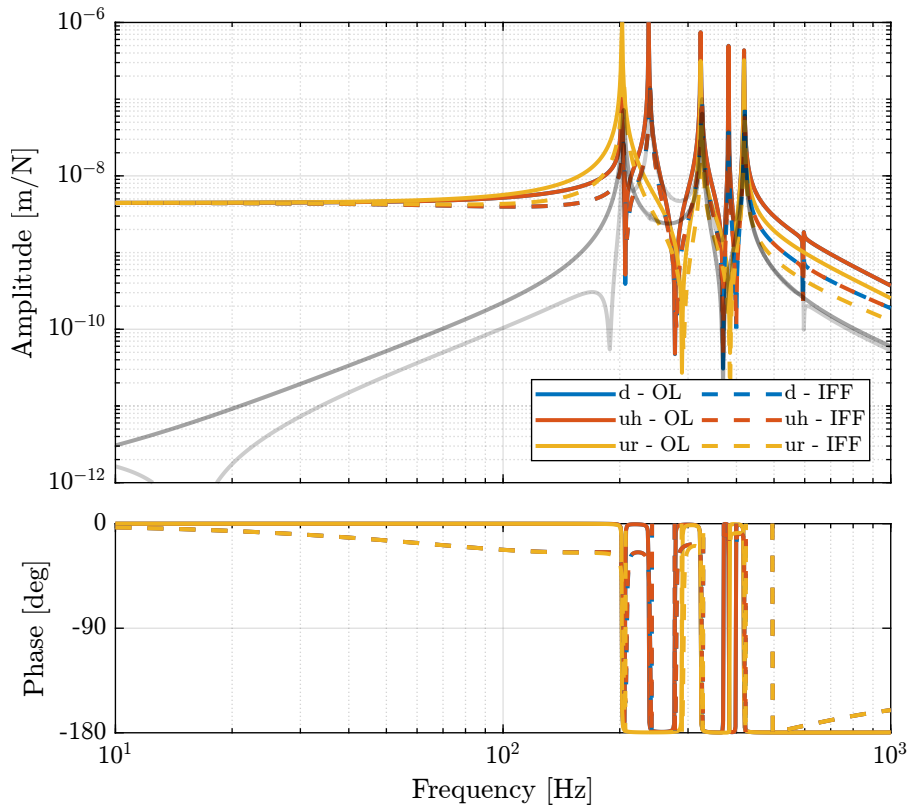 10^-6
10^-8
10^-10
10^-12
Amplitude [m/N]
d - OL d - IFF
uh - OL uh - IFF
ur - OL ur - IFF
0
-90
-180
Phase [deg]
10^1 10^2 10^3
Frequency [Hz]